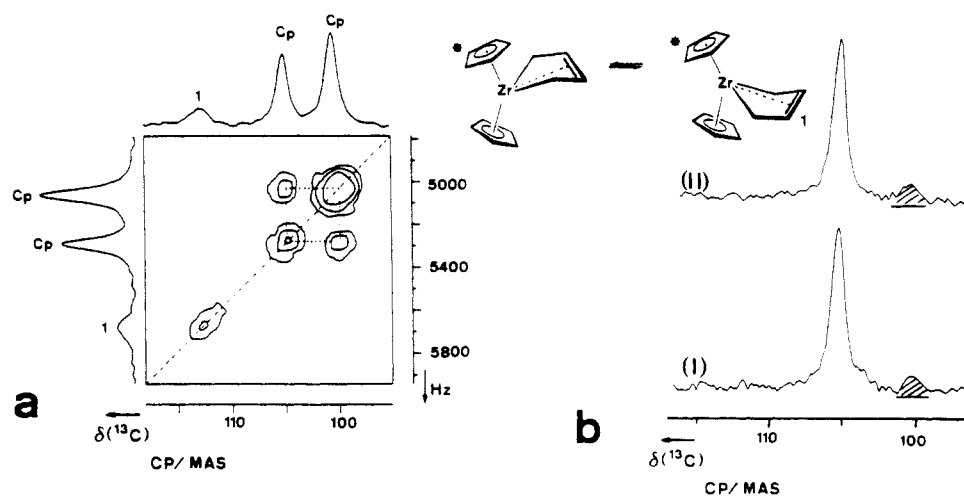 Cp
Cp
1
Cp
Cp
1
5000
5400
5800
Hz
a
110
100
δ(¹³C)
CP/ MAS
*
Zr
*
Zr
1
(II)
(I)
b
110
100
δ(¹³C)
CP/ MAS